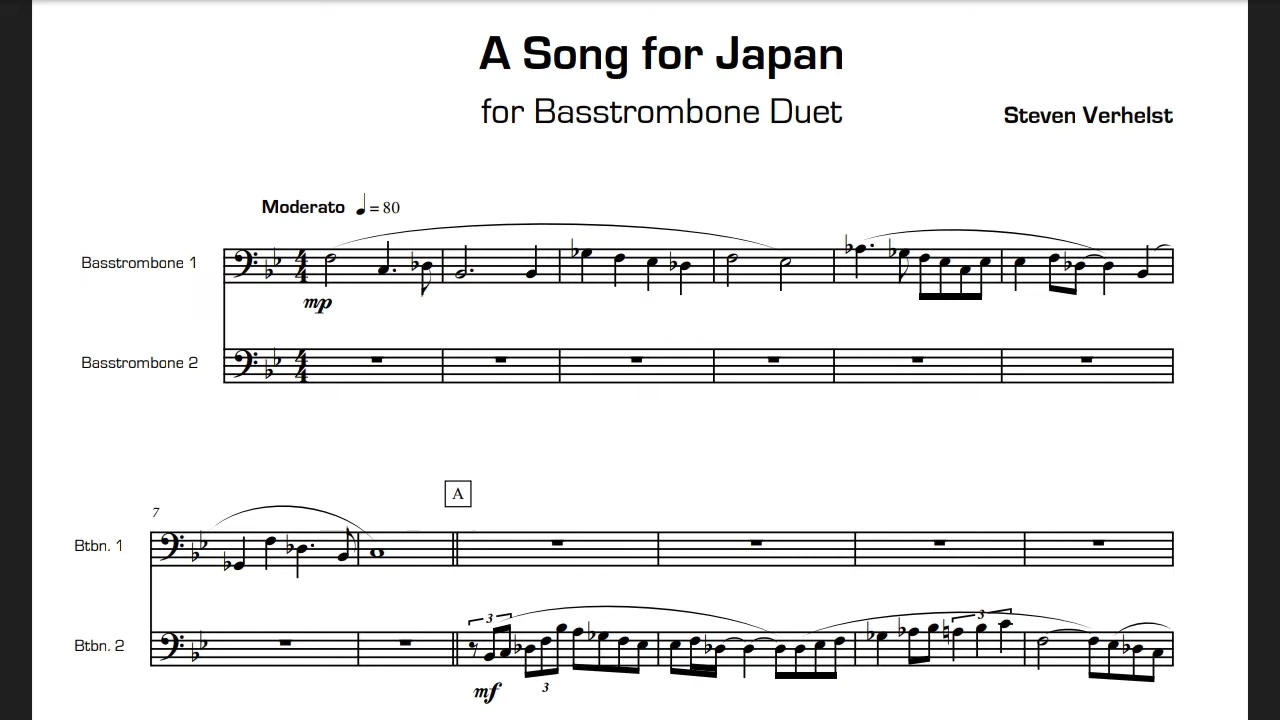 A Song for Japan
for Basstrombone Duet
Steven Verhelst
Moderato ♩ = 80
Basstrombone 1
mp
Basstrombone 2
7
A
Btbn. 1
3
3
Btbn. 2
mf
3